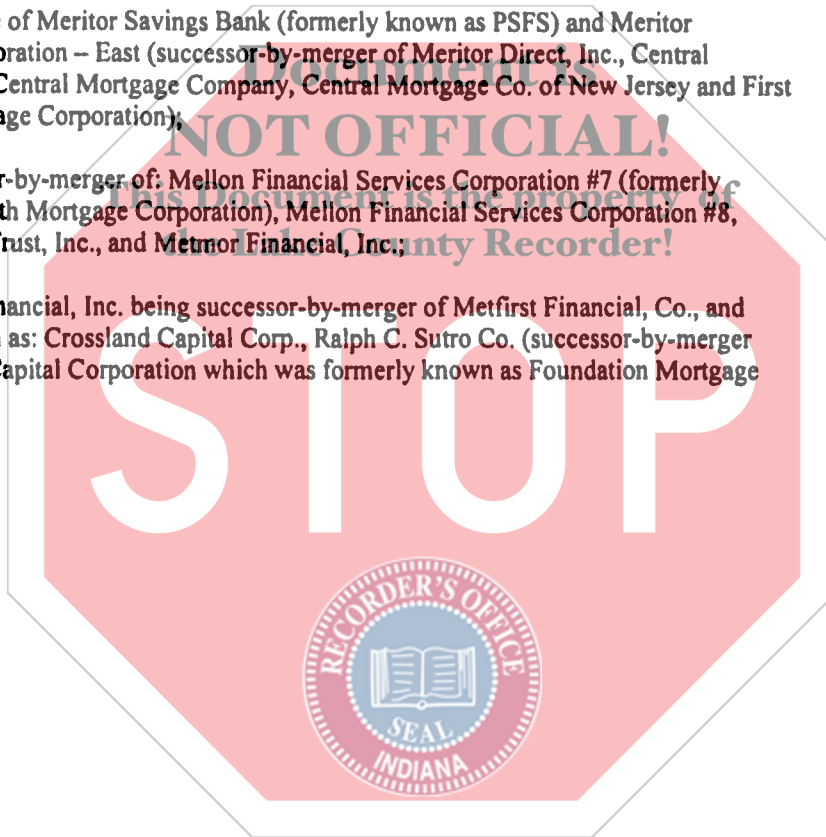 of Meritor Savings Bank (formerly known as PSFS) and Meritor
oration – East (successor-by-merger of Meritor Direct, Inc., Central
Central Mortgage Company, Central Mortgage Co. of New Jersey and First
age Corporation);
Document is
NOT OFFICIAL!
This Document is the property of
the Lake County Recorder!
r-by-merger of: Mellon Financial Services Corporation #7 (formerly
th Mortgage Corporation), Mellon Financial Services Corporation #8,
rust, Inc., and Metmor Financial, Inc.;
nancial, Inc. being successor-by-merger of Metfirst Financial, Co., and
as: Crossland Capital Corp., Ralph C. Sutro Co. (successor-by-merger
Capital Corporation which was formerly known as Foundation Mortgage
STOP
RECORDER'S OFFICE
SEAL
INDIANA